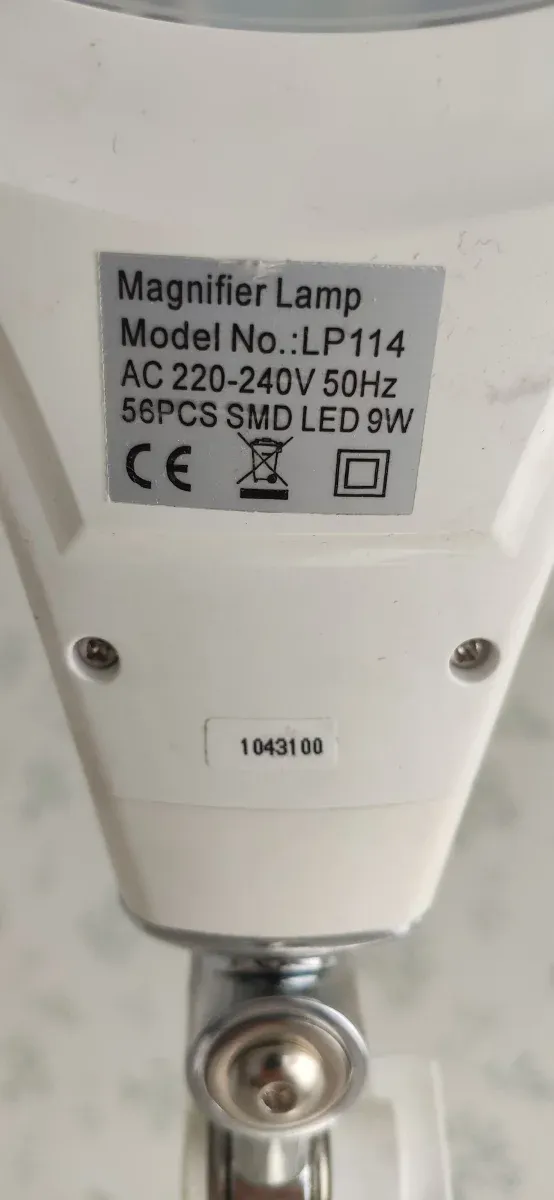 Magnifier Lamp
Model No.:LP114
AC 220-240V 50Hz
56PCS SMD LED 9W
CE
1043100